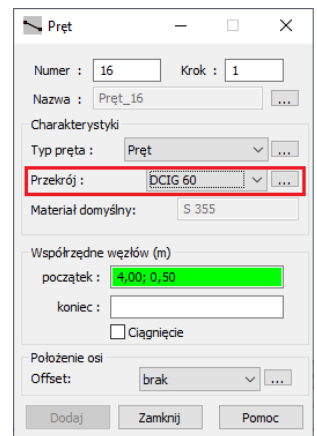 Pręt
Numer : 16 Krok : 1
Nazwa : Pręt_16 ...
Charakterystyki
Typ pręta : Pręt ...
Przekrój : DCIG 60 ...
Materiał domyślny: S 355
Współrzędne węzłów (m)
początek : 4,00; 0,50
koniec :
Ciągnięcie
Położenie osi
Offset: brak ...
Dodaj Zamknij Pomoc